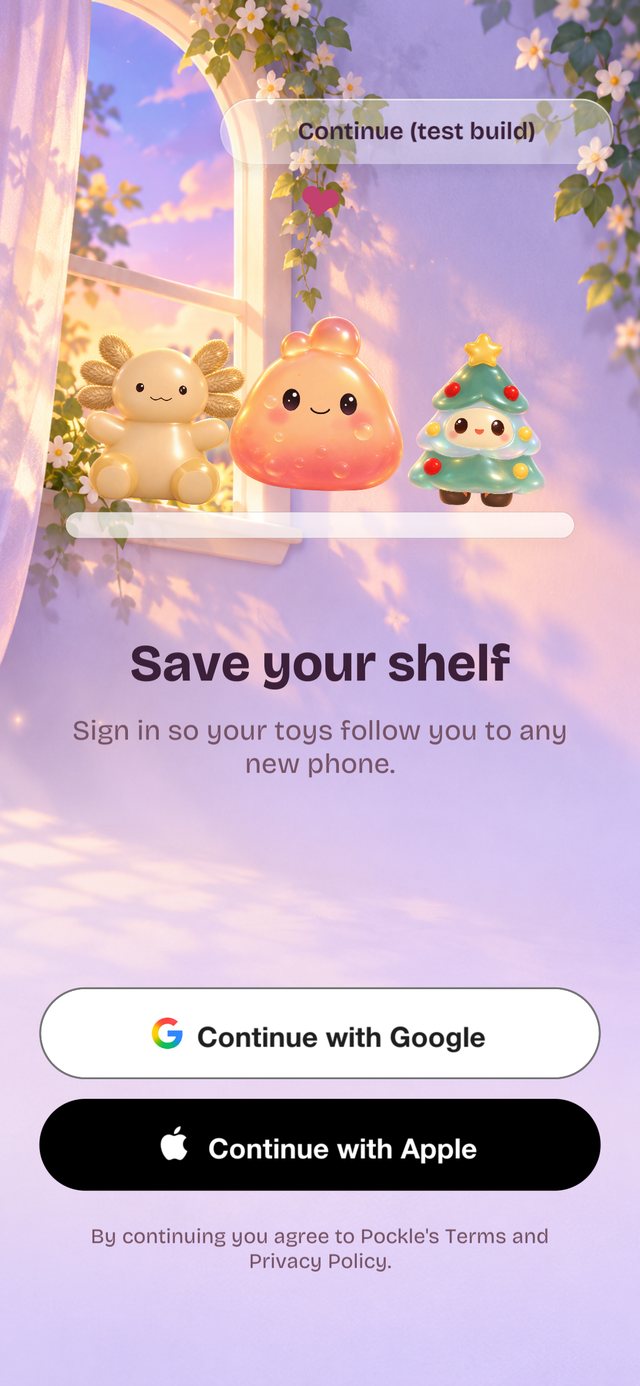 Continue (test build)
Save your shelf
Sign in so your toys follow you to any
new phone.
Continue with Google
Continue with Apple
By continuing you agree to Pockle's Terms and
Privacy Policy.